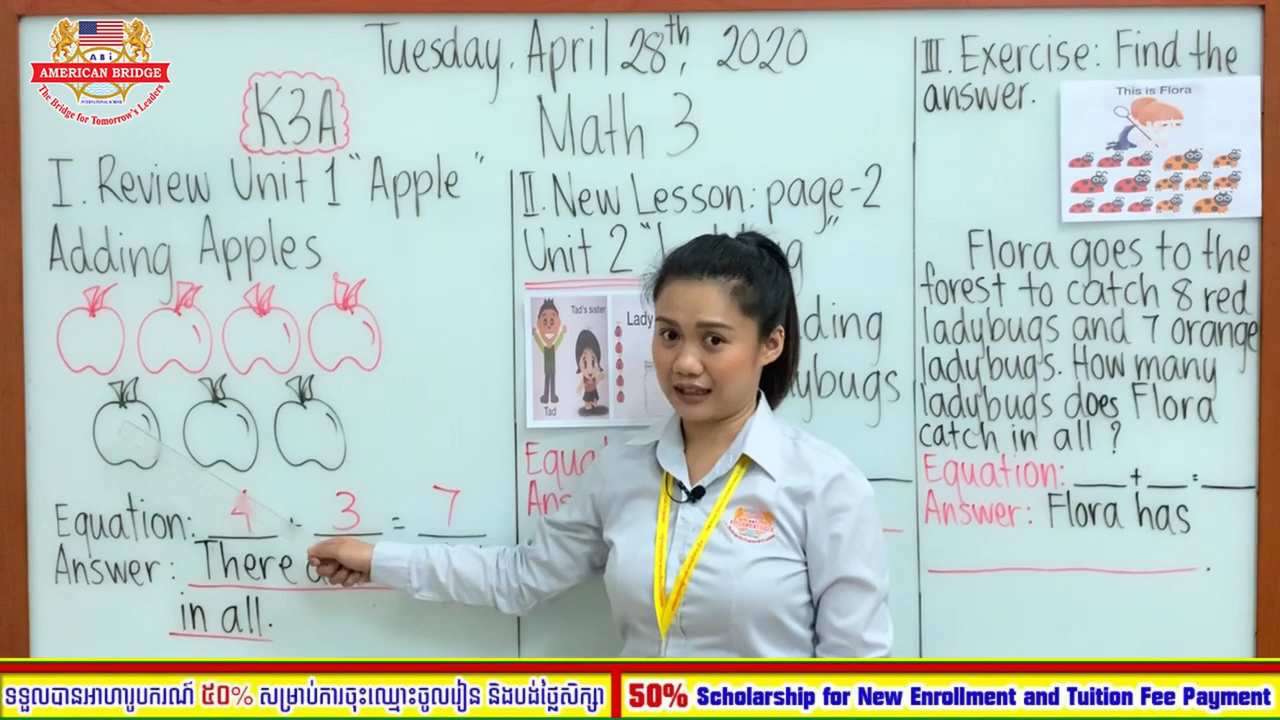 ABi
AMERICAN BRIDGE
INTERNATIONAL SCHOOL
The Bridge for Tomorrow's Leaders
Tuesday, April 28th, 2020
K3A
Math 3
I. Review Unit 1 "Apple"
Adding Apples
Equation: 4 + 3 = 7
Answer: There
in all.
II. New Lesson: page-2
Unit 2
Tad's sister
Tad
Lady
III. Exercise: Find the
answer.
This is Flora
Flora goes to the
forest to catch 8 red
ladybugs and 7 orange
ladybugs. How many
ladybugs does Flora
catch in all?
Equation: ___ + ___ = ___
Answer: Flora has
___.
ទទួលបានអាហារូបករណ៍ ៥០% សម្រាប់ការចុះឈ្មោះចូលរៀន និងបង់ថ្លៃសិក្សា
50% Scholarship for New Enrollment and Tuition Fee Payment